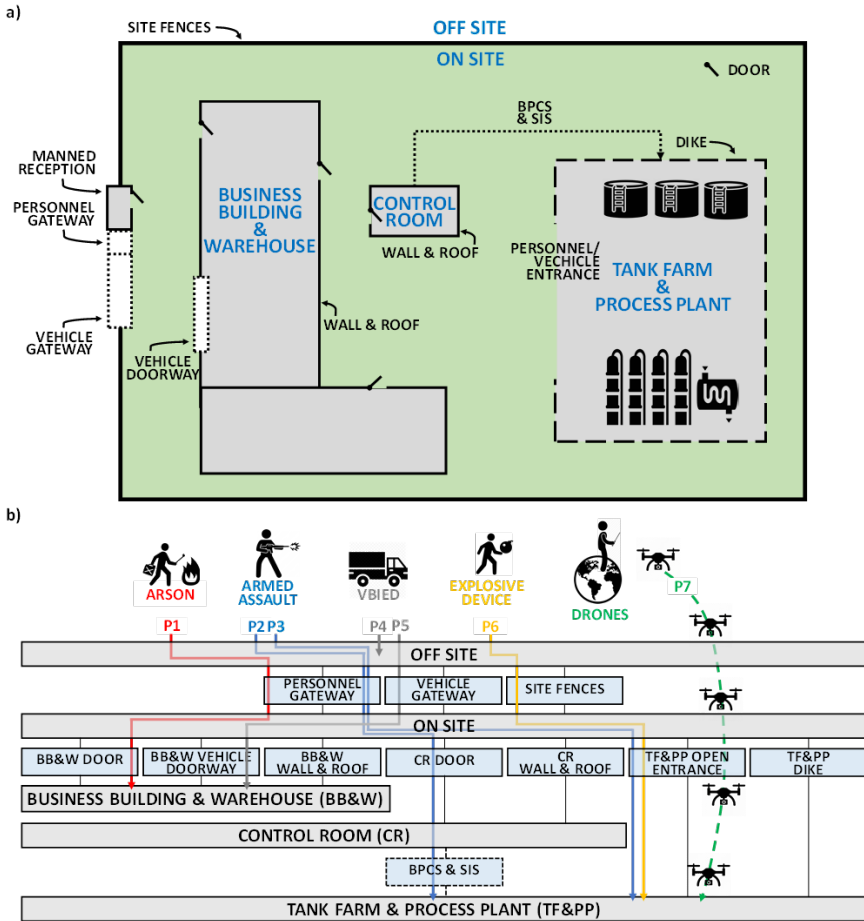 a)
SITE FENCES
OFF SITE
ON SITE
DOOR
BPCS
& SIS
DIKE
MANNED
RECEPTION
PERSONNEL
GATEWAY
BUSINESS
BUILDING
&
WAREHOUSE
CONTROL
ROOM
WALL & ROOF
PERSONNEL/
VECHICLE
ENTRANCE
TANK FARM
&
PROCESS PLANT
VEHICLE
GATEWAY
VEHICLE
DOORWAY
WALL & ROOF
b)
ARSON
ARMED
ASSAULT
VBIED
EXPLOSIVE
DEVICE
DRONES
P7
P1
P2 P3
P4 P5
P6
OFF SITE
PERSONNEL
GATEWAY
VEHICLE
GATEWAY
SITE FENCES
ON SITE
BB&W DOOR
BB&W VEHICLE
DOORWAY
BB&W
WALL & ROOF
CR DOOR
CR
WALL & ROOF
TF&PP OPEN
ENTRANCE
TF&PP
DIKE
BUSINESS BUILDING & WAREHOUSE (BB&W)
CONTROL ROOM (CR)
BPCS & SIS
TANK FARM & PROCESS PLANT (TF&PP)